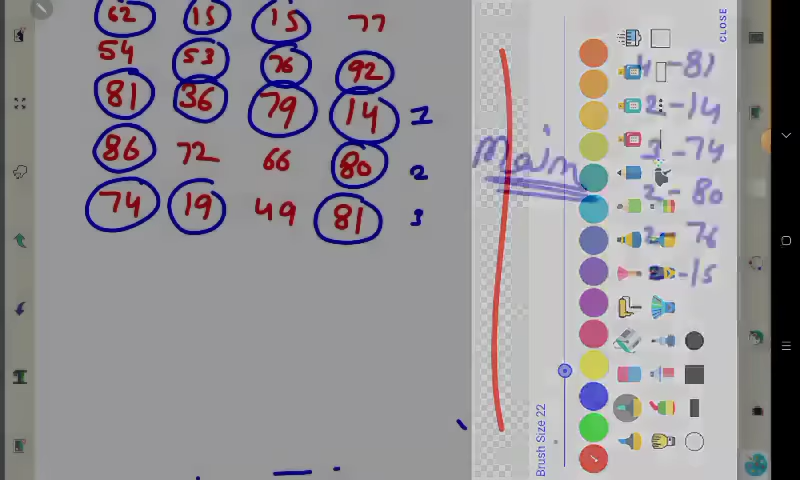 62 15 15 77
54 53 76 92
81 36 79 14 1
86 72 66 80 2
74 19 49 81 3
Main
4-81
2-14
3-74
2-80
2 76
2-15
Brush Size 22
CLOSE